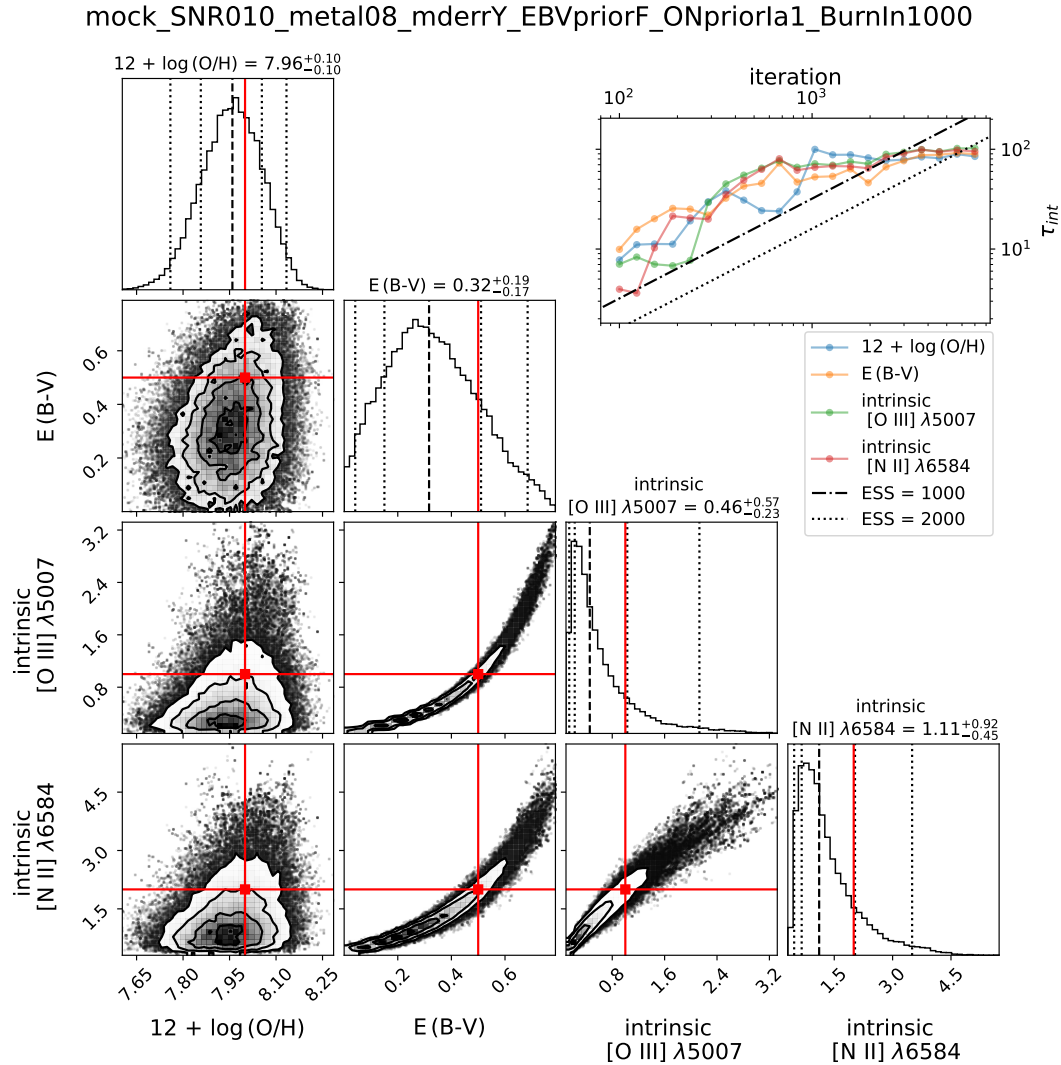 mock_SNR010_metal08_mderrY_EBVpriorF_ONpriorIa1_BurnIn1000
12 + log (O/H) = 7.96^{+0.10}_{-0.10}
iteration
10^2 10^3
10^2
10^1
τ_{int}
E (B-V) = 0.32^{+0.19}_{-0.17}
12 + log (O/H)
E (B-V)
intrinsic
[O III] λ5007
intrinsic
[N II] λ6584
ESS = 1000
ESS = 2000
E (B-V)
0.6
0.4
0.2
intrinsic
[O III] λ5007 = 0.46^{+0.57}_{-0.23}
intrinsic
[O III] λ5007
3.2
2.4
1.6
0.8
intrinsic
[N II] λ6584 = 1.11^{+0.92}_{-0.45}
intrinsic
[N II] λ6584
4.5
3.0
1.5
7.65 7.80 7.95 8.10 8.25
0.2 0.4 0.6
0.8 1.6 2.4 3.2
1.5 3.0 4.5
12 + log (O/H)
E (B-V)
intrinsic
[O III] λ5007
intrinsic
[N II] λ6584